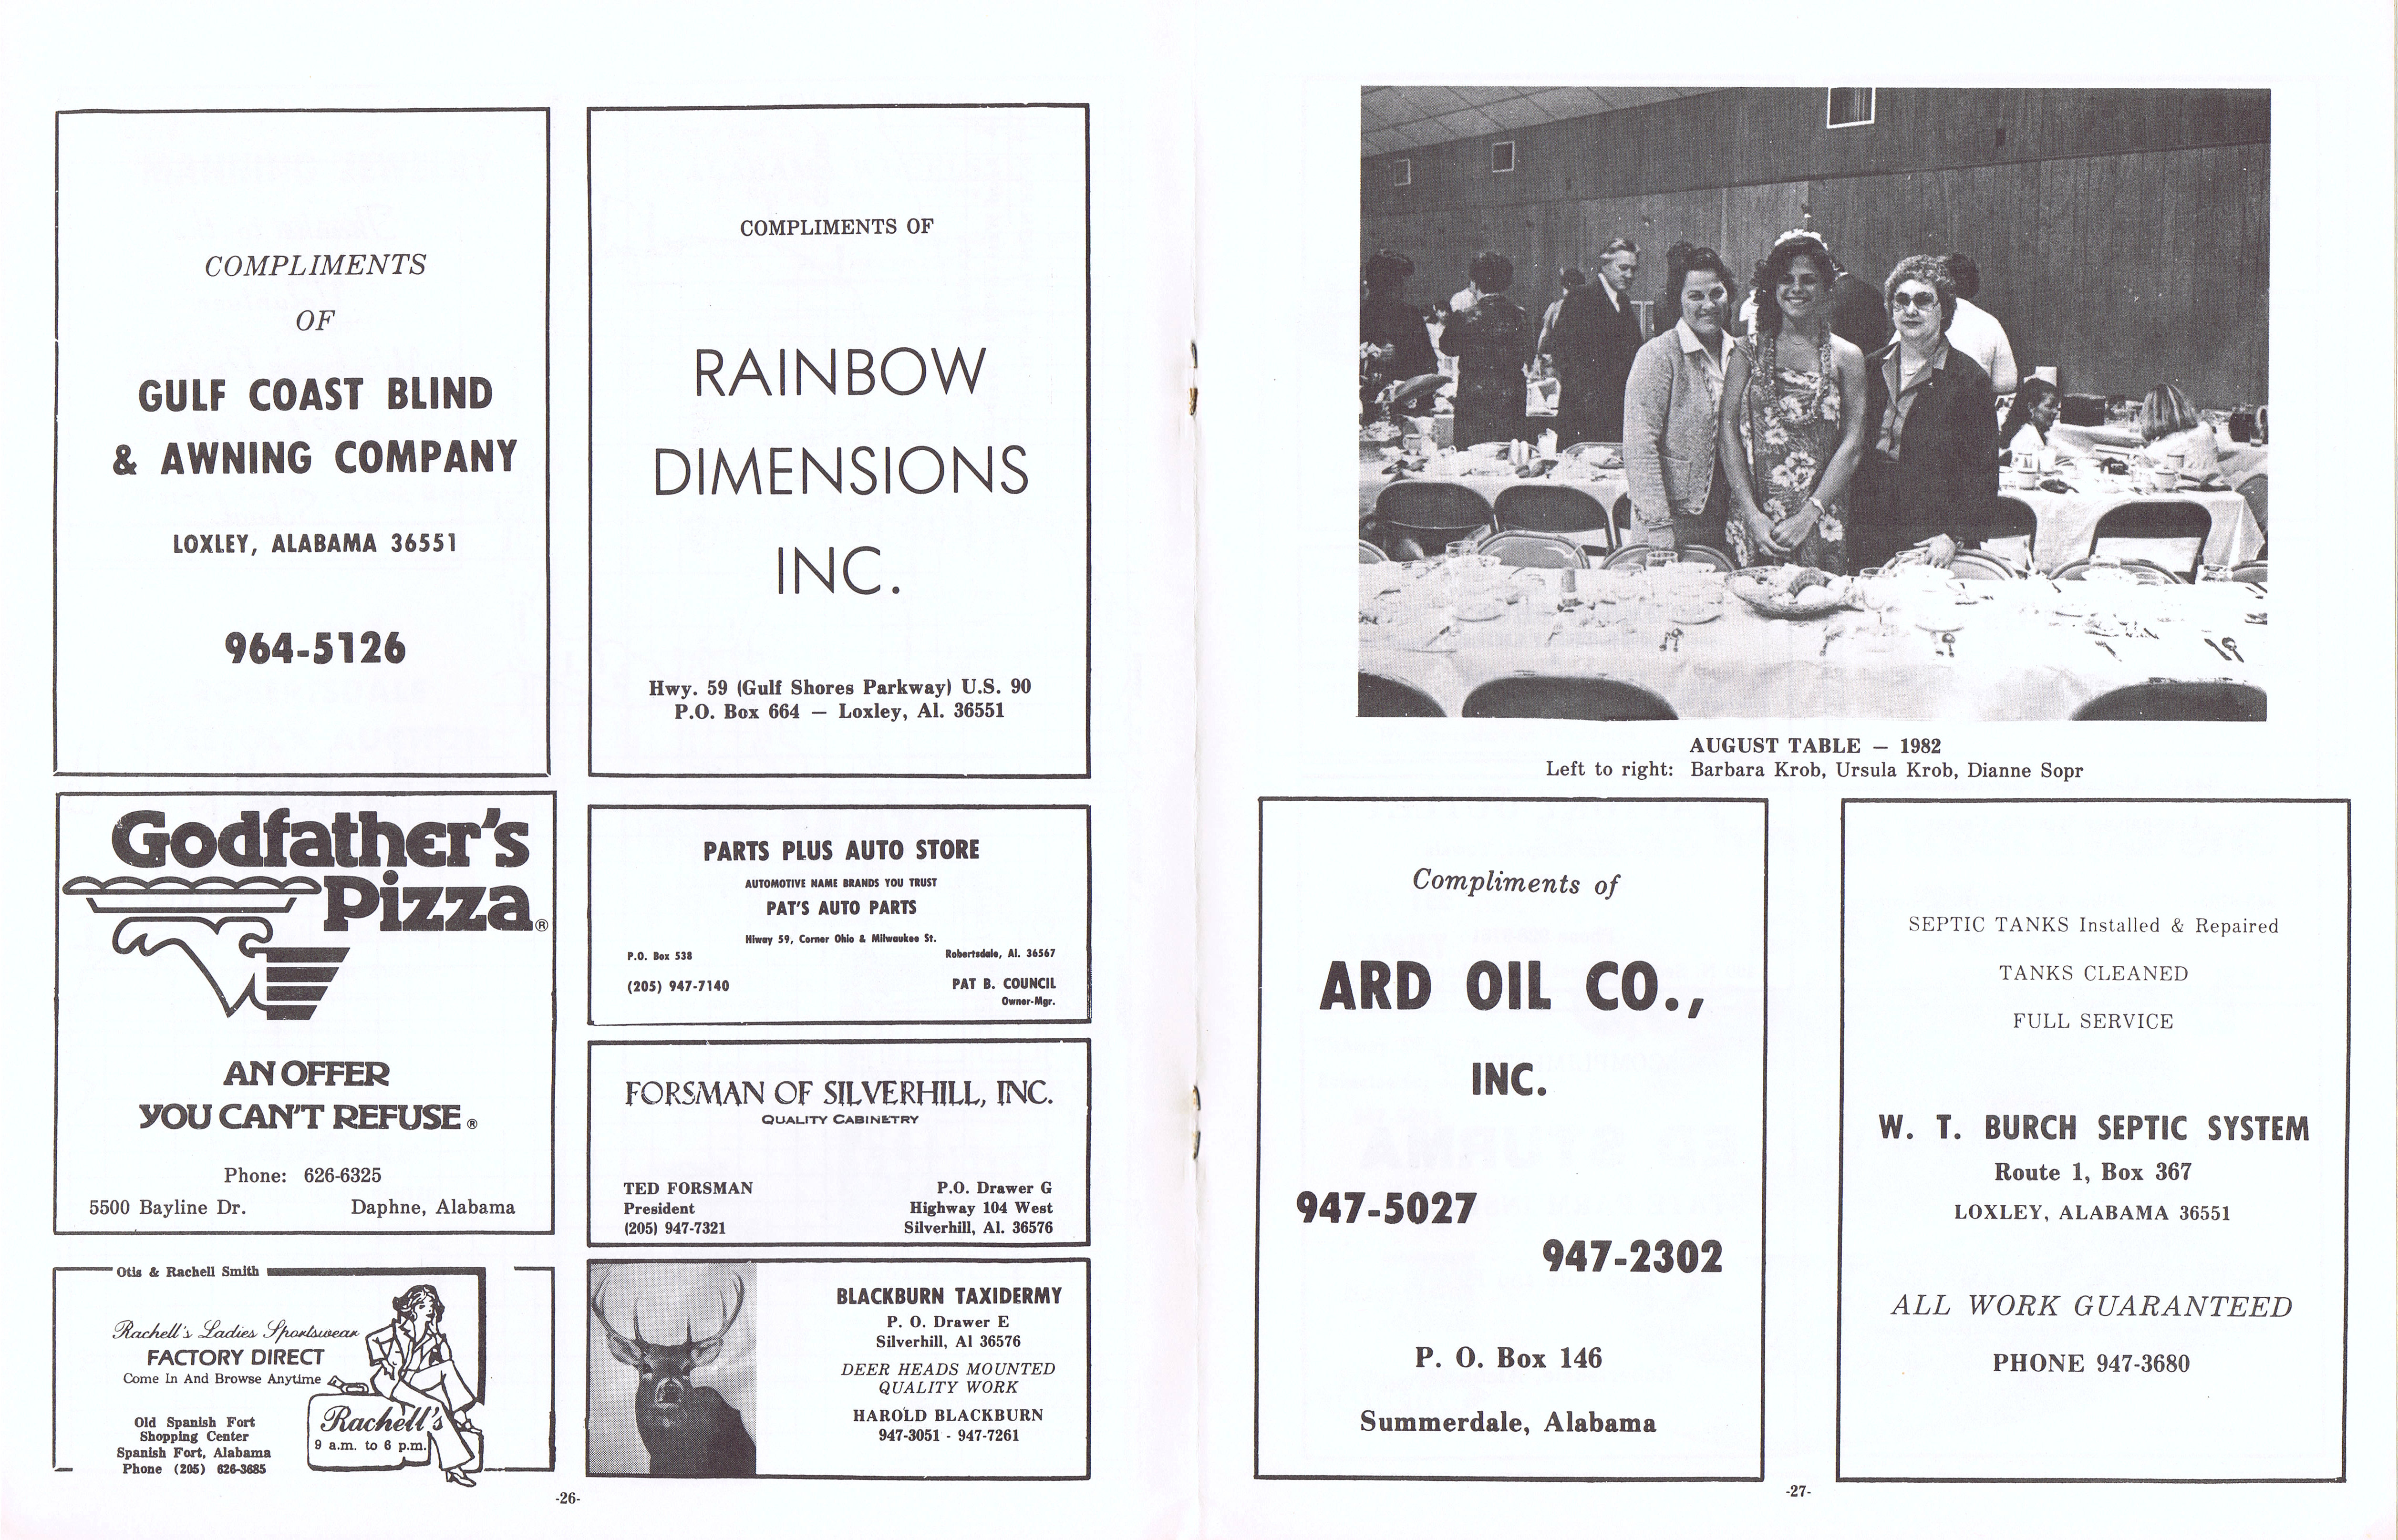 COMPLIMENTS
OF
GULF COAST BLIND
& AWNING COMPANY
LOXLEY, ALABAMA 36551
964-5126
COMPLIMENTS OF
RAINBOW
DIMENSIONS
INC.
Hwy. 59 (Gulf Shores Parkway) U.S. 90
P.O. Box 664 — Loxley, Al. 36551
Godfather's
Pizza®
AN OFFER
YOU CAN'T REFUSE®
Phone: 626-6325
5500 Bayline Dr. Daphne, Alabama
PARTS PLUS AUTO STORE
AUTOMOTIVE NAME BRANDS YOU TRUST
PAT'S AUTO PARTS
Hiway 59, Corner Ohio & Milwaukee St.
P.O. Box 538 Robertsdale, Al. 36567
(205) 947-7140 PAT B. COUNCIL
Owner-Mgr.
FORSMAN OF SILVERHILL, INC.
QUALITY CABINETRY
TED FORSMAN P.O. Drawer G
President Highway 104 West
(205) 947-7321 Silverhill, Al. 36576
Otis & Rachell Smith
Rachell's Ladies Sportswear
FACTORY DIRECT
Come In And Browse Anytime
Old Spanish Fort
Shopping Center
Spanish Fort, Alabama
Phone (205) 626-3685
Rachell's
9 a.m. to 6 p.m.
BLACKBURN TAXIDERMY
P. O. Drawer E
Silverhill, Al 36576
DEER HEADS MOUNTED
QUALITY WORK
HAROLD BLACKBURN
947-3051 - 947-7261
-26-
AUGUST TABLE — 1982
Left to right: Barbara Krob, Ursula Krob, Dianne Sopr
Compliments of
ARD OIL CO.,
INC.
947-5027
947-2302
P. O. Box 146
Summerdale, Alabama
SEPTIC TANKS Installed & Repaired
TANKS CLEANED
FULL SERVICE
W. T. BURCH SEPTIC SYSTEM
Route 1, Box 367
LOXLEY, ALABAMA 36551
ALL WORK GUARANTEED
PHONE 947-3680
-27-